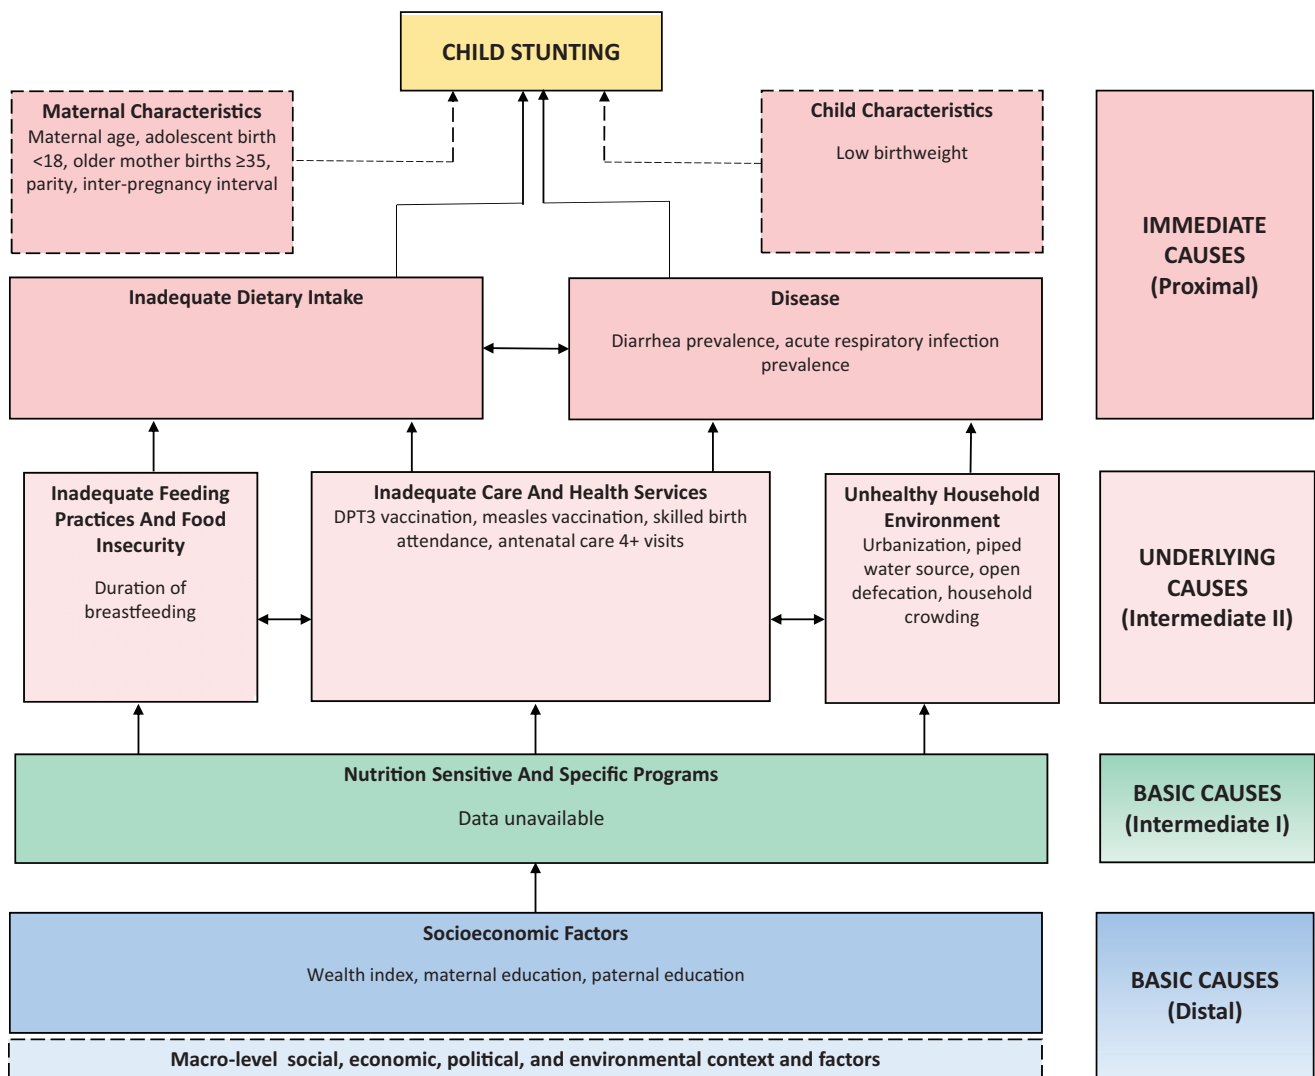 CHILD STUNTING
Maternal Characteristics
Maternal age, adolescent birth
<18, older mother births ≥35,
parity, inter-pregnancy interval
Child Characteristics
Low birthweight
IMMEDIATE
CAUSES
(Proximal)
Inadequate Dietary Intake
Disease
Diarrhea prevalence, acute respiratory infection
prevalence
Inadequate Feeding
Practices And Food
Insecurity
Duration of
breastfeeding
Inadequate Care And Health Services
DPT3 vaccination, measles vaccination, skilled birth
attendance, antenatal care 4+ visits
Unhealthy Household
Environment
Urbanization, piped
water source, open
defecation, household
crowding
UNDERLYING
CAUSES
(Intermediate II)
Nutrition Sensitive And Specific Programs
Data unavailable
BASIC CAUSES
(Intermediate I)
Socioeconomic Factors
Wealth index, maternal education, paternal education
BASIC CAUSES
(Distal)
Macro-level social, economic, political, and environmental context and factors